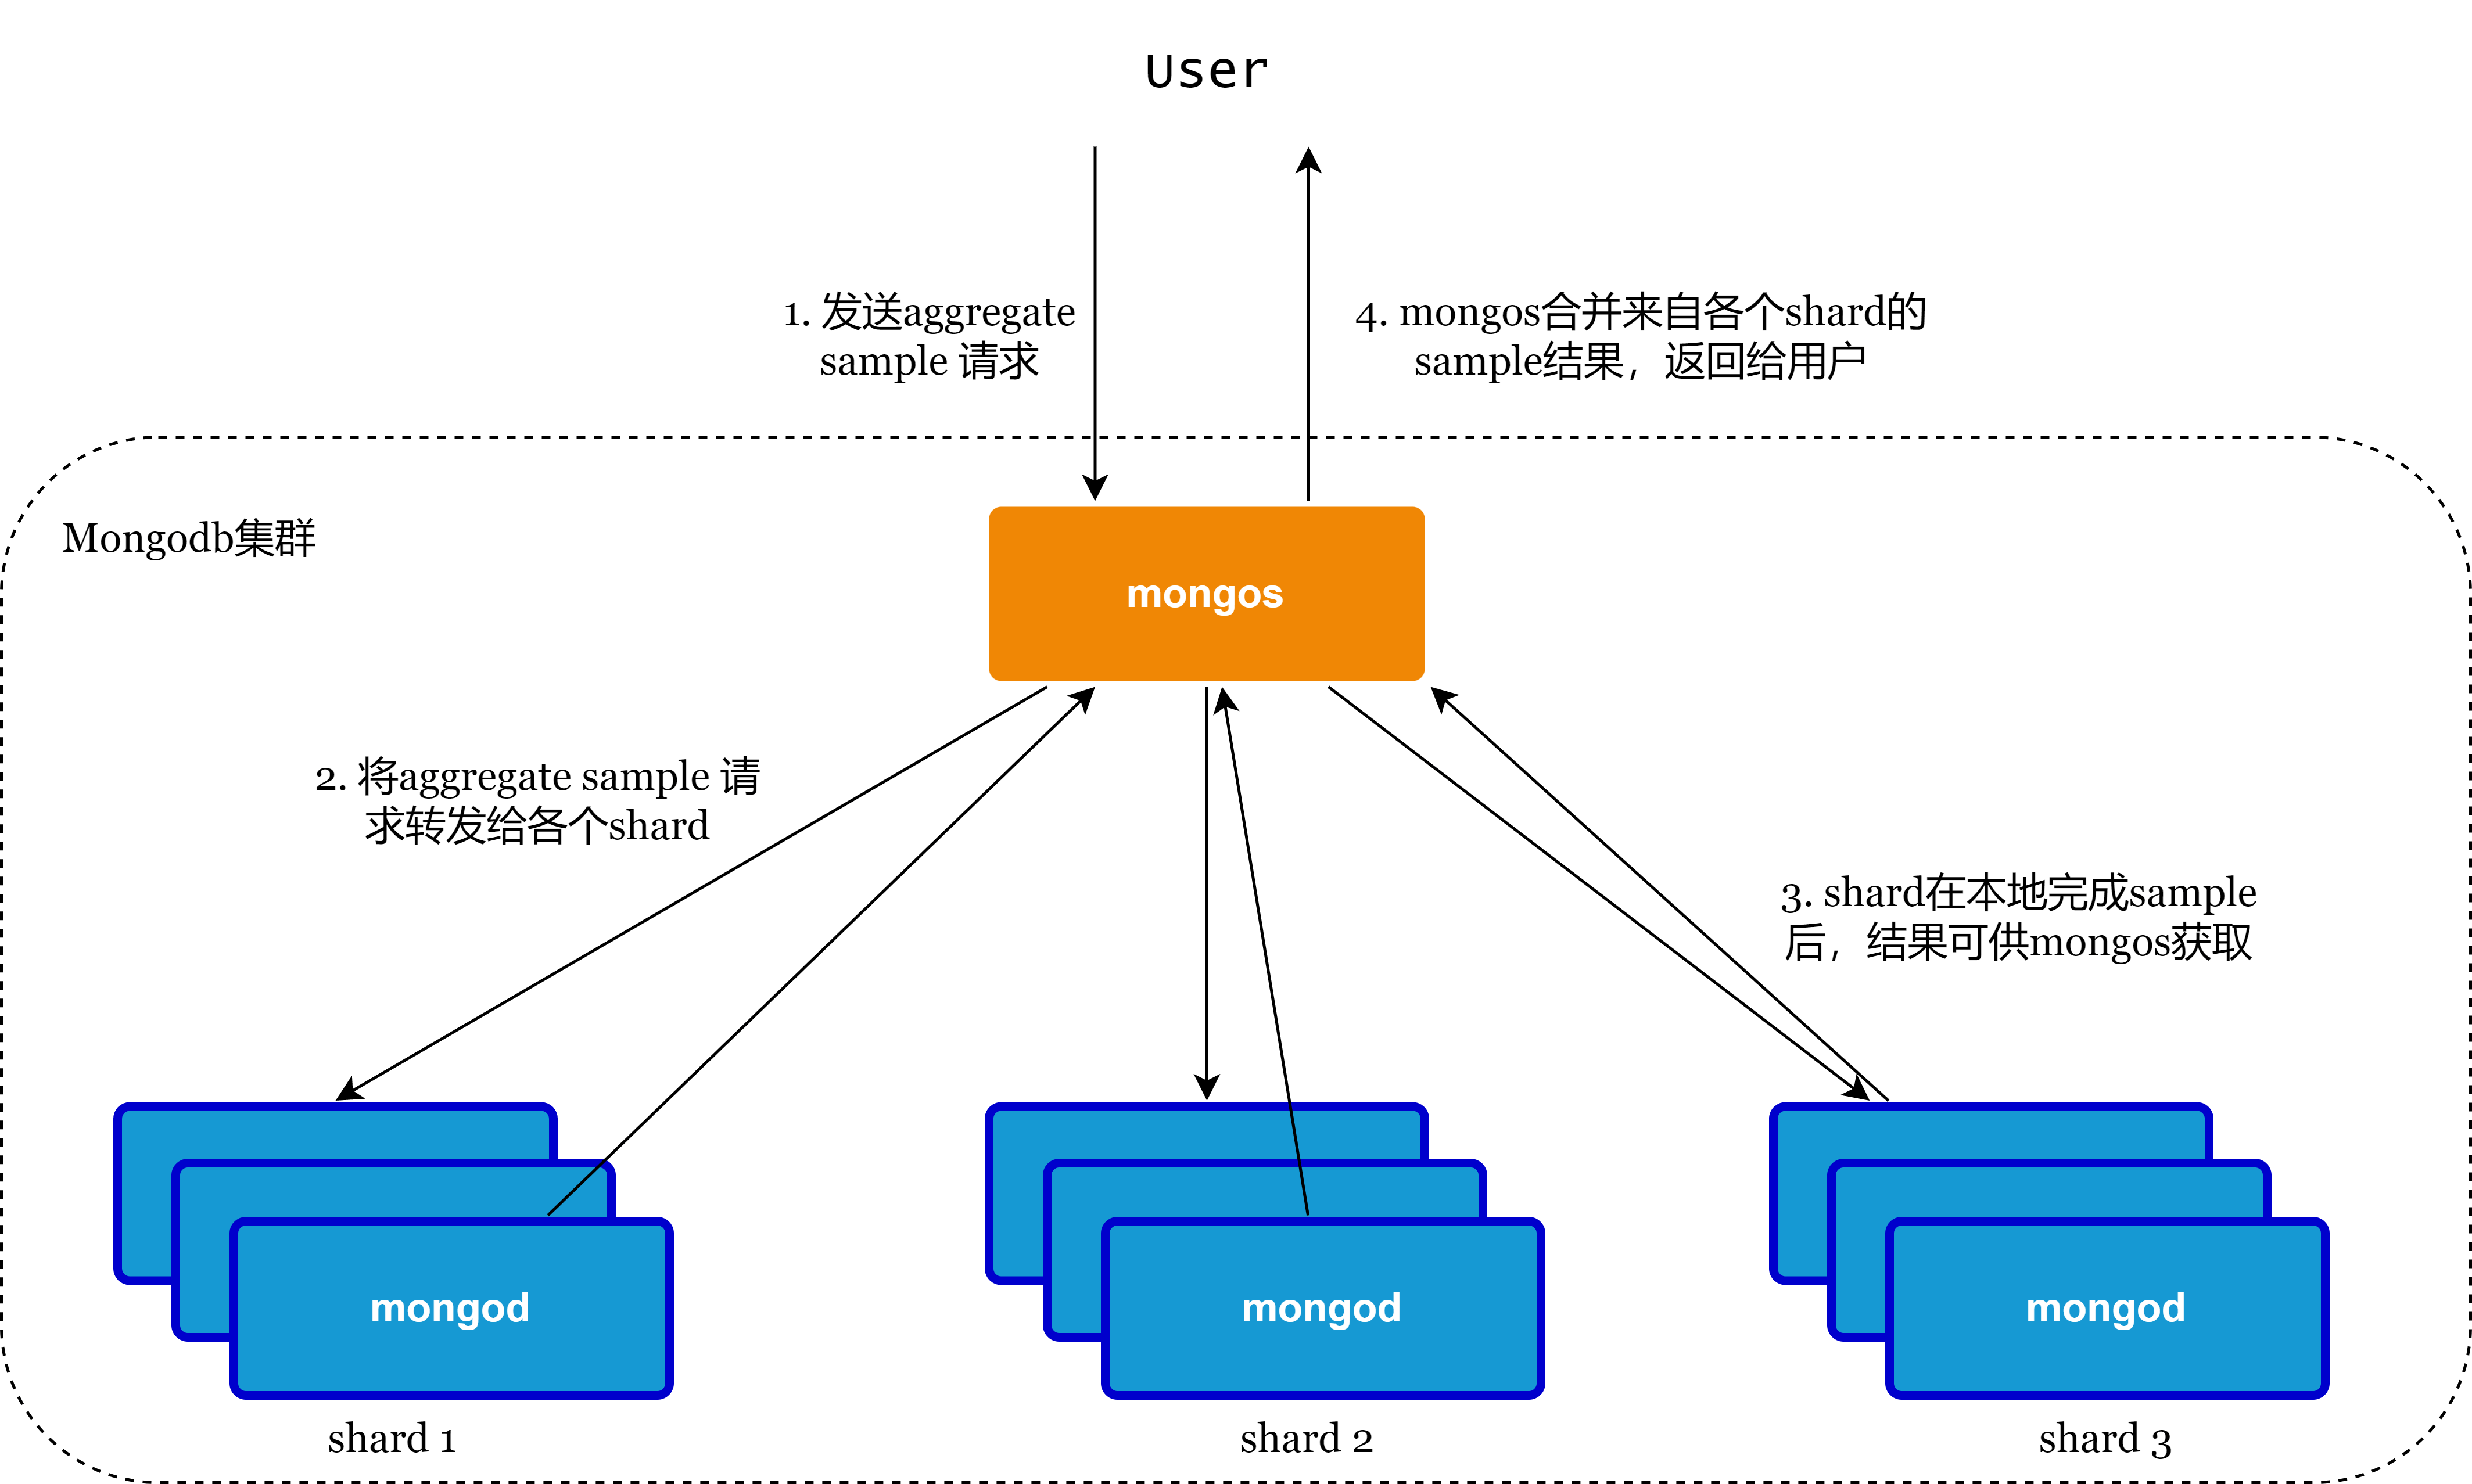 User
1. 发送aggregate
sample 请求
4. mongos合并来自各个shard的
sample结果，返回给用户
Mongodb集群
mongos
2. 将aggregate sample 请
求转发给各个shard
3. shard在本地完成sample
后，结果可供mongos获取
mongod
mongod
mongod
shard 1
shard 2
shard 3